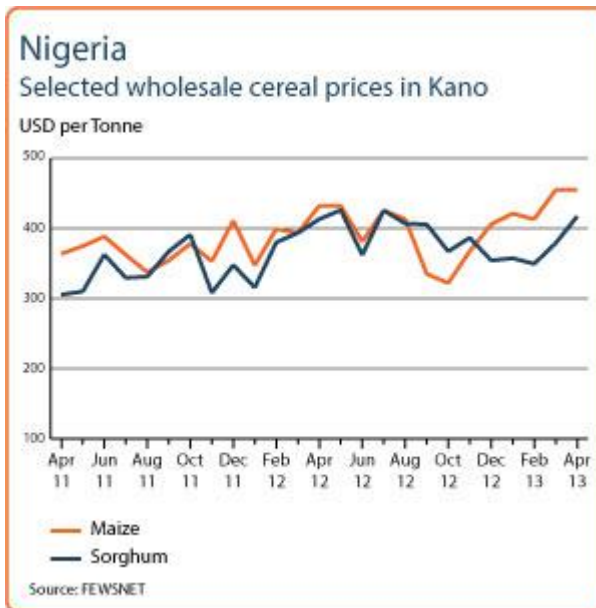 Nigeria
Selected wholesale cereal prices in Kano
USD per Tonne
500
400
300
200
100
Apr Jun Aug Oct Dec Feb Apr Jun Aug Oct Dec Feb Apr
11 11 11 11 11 12 12 12 12 12 12 13 13
Maize
Sorghum
Source: FEWSNET